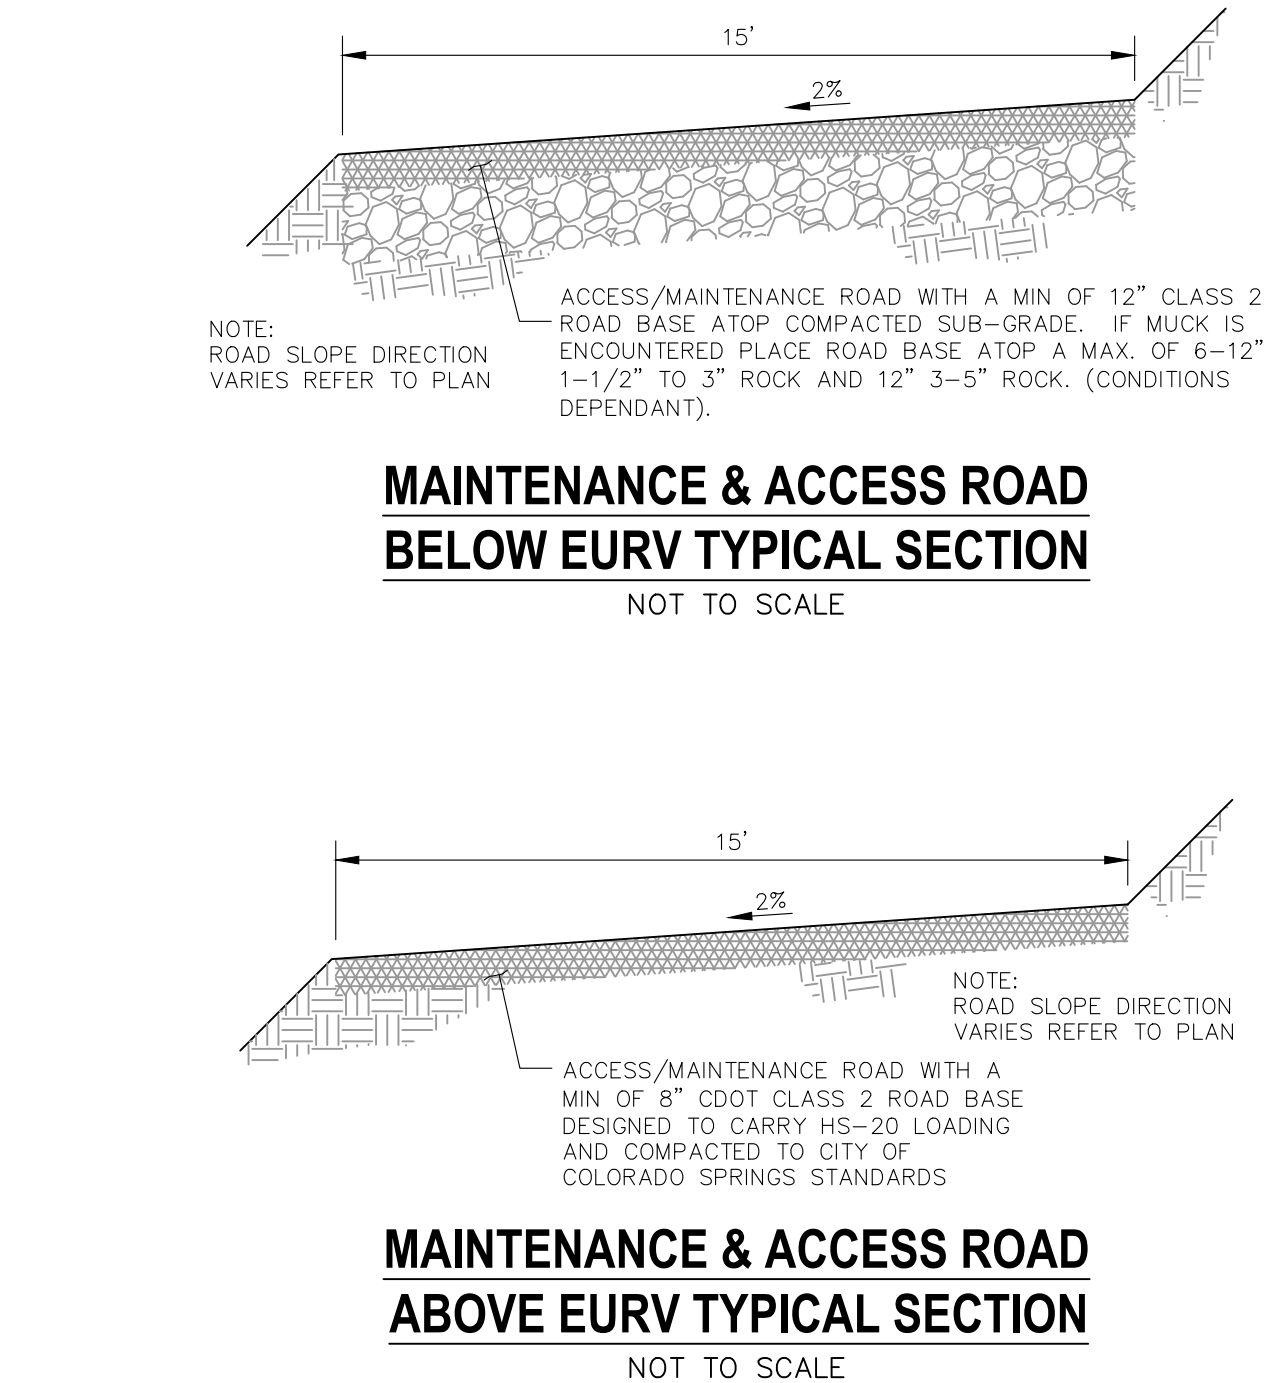 15’
2%
NOTE:
ROAD SLOPE DIRECTION
VARIES REFER TO PLAN
ACCESS/MAINTENANCE ROAD WITH A MIN OF 12” CLASS 2
ROAD BASE ATOP COMPACTED SUB-GRADE. IF MUCK IS
ENCOUNTERED PLACE ROAD BASE ATOP A MAX. OF 6-12”
1-1/2” TO 3” ROCK AND 12” 3-5” ROCK. (CONDITIONS
DEPENDANT).
MAINTENANCE & ACCESS ROAD
BELOW EURV TYPICAL SECTION
NOT TO SCALE
15’
2%
NOTE:
ROAD SLOPE DIRECTION
VARIES REFER TO PLAN
ACCESS/MAINTENANCE ROAD WITH A
MIN OF 8” CDOT CLASS 2 ROAD BASE
DESIGNED TO CARRY HS-20 LOADING
AND COMPACTED TO CITY OF
COLORADO SPRINGS STANDARDS
MAINTENANCE & ACCESS ROAD
ABOVE EURV TYPICAL SECTION
NOT TO SCALE